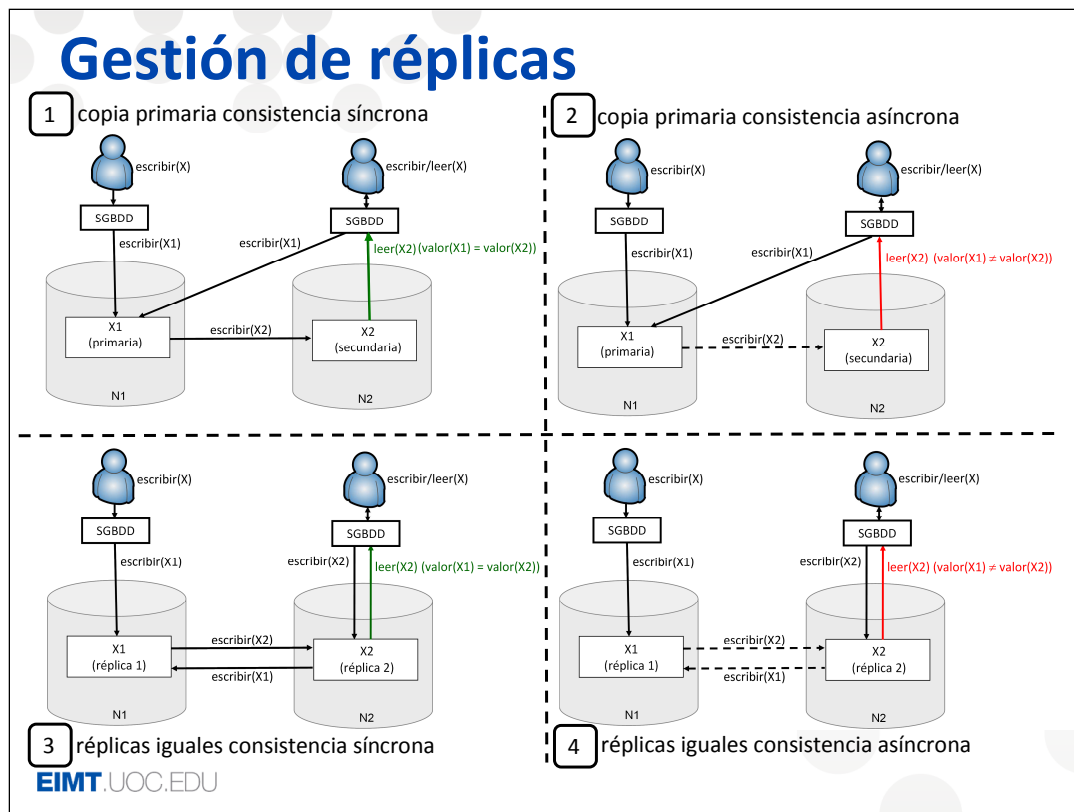 Gestión de réplicas
1 copia primaria consistencia síncrona
escribir(X)
escribir/leer(X)
SGBDD
SGBDD
escribir(X1)
escribir(X1)
leer(X2) (valor(X1) = valor(X2))
X1
(primaria)
escribir(X2)
X2
(secundaria)
N1
N2
2 copia primaria consistencia asíncrona
escribir(X)
escribir/leer(X)
SGBDD
SGBDD
escribir(X1)
escribir(X1)
leer(X2) (valor(X1) ≠ valor(X2))
X1
(primaria)
escribir(X2)
X2
(secundaria)
N1
N2
escribir(X)
escribir/leer(X)
SGBDD
SGBDD
escribir(X1)
escribir(X2)
leer(X2) (valor(X1) = valor(X2))
X1
(réplica 1)
escribir(X2)
escribir(X1)
X2
(réplica 2)
N1
N2
3 réplicas iguales consistencia síncrona
escribir(X)
escribir/leer(X)
SGBDD
SGBDD
escribir(X1)
escribir(X2)
leer(X2) (valor(X1) ≠ valor(X2))
X1
(réplica 1)
escribir(X2)
escribir(X1)
X2
(réplica 2)
N1
N2
4 réplicas iguales consistencia asíncrona
EIMT.UOC.EDU